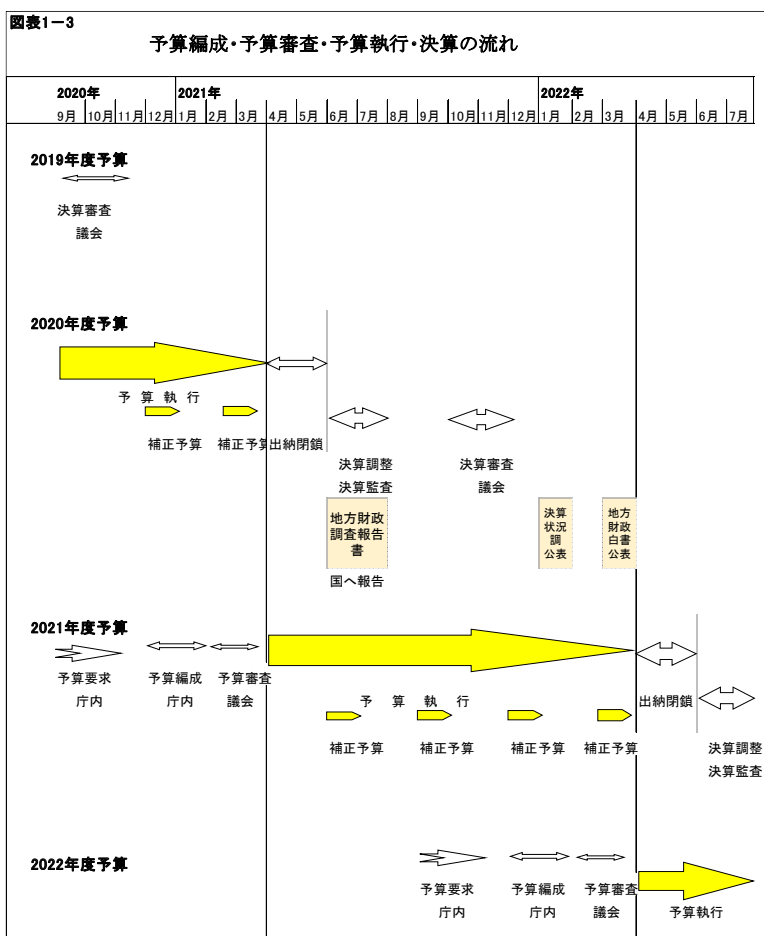 図表1－3
予算編成・予算審査・予算執行・決算の流れ
2020年 2021年 2022年
9月 10月 11月 12月 1月 2月 3月 4月 5月 6月 7月 8月 9月 10月 11月 12月 1月 2月 3月 4月 5月 6月 7月
2019年度予算
決算審査
議会
2020年度予算
予 算 執 行
補正予算 補正予算 出納閉鎖
決算調整 決算審査
決算監査 議会
地方財政
調査報告
書
国へ報告
決算
状況
調
公表
地方
財政
白書
公表
2021年度予算
予算要求 予算編成 予算審査
庁内 庁内 議会
予 算 執 行
出納閉鎖
補正予算 補正予算 補正予算 補正予算
決算調整
決算監査
2022年度予算
予算要求 予算編成 予算審査
庁内 庁内 議会
予算執行